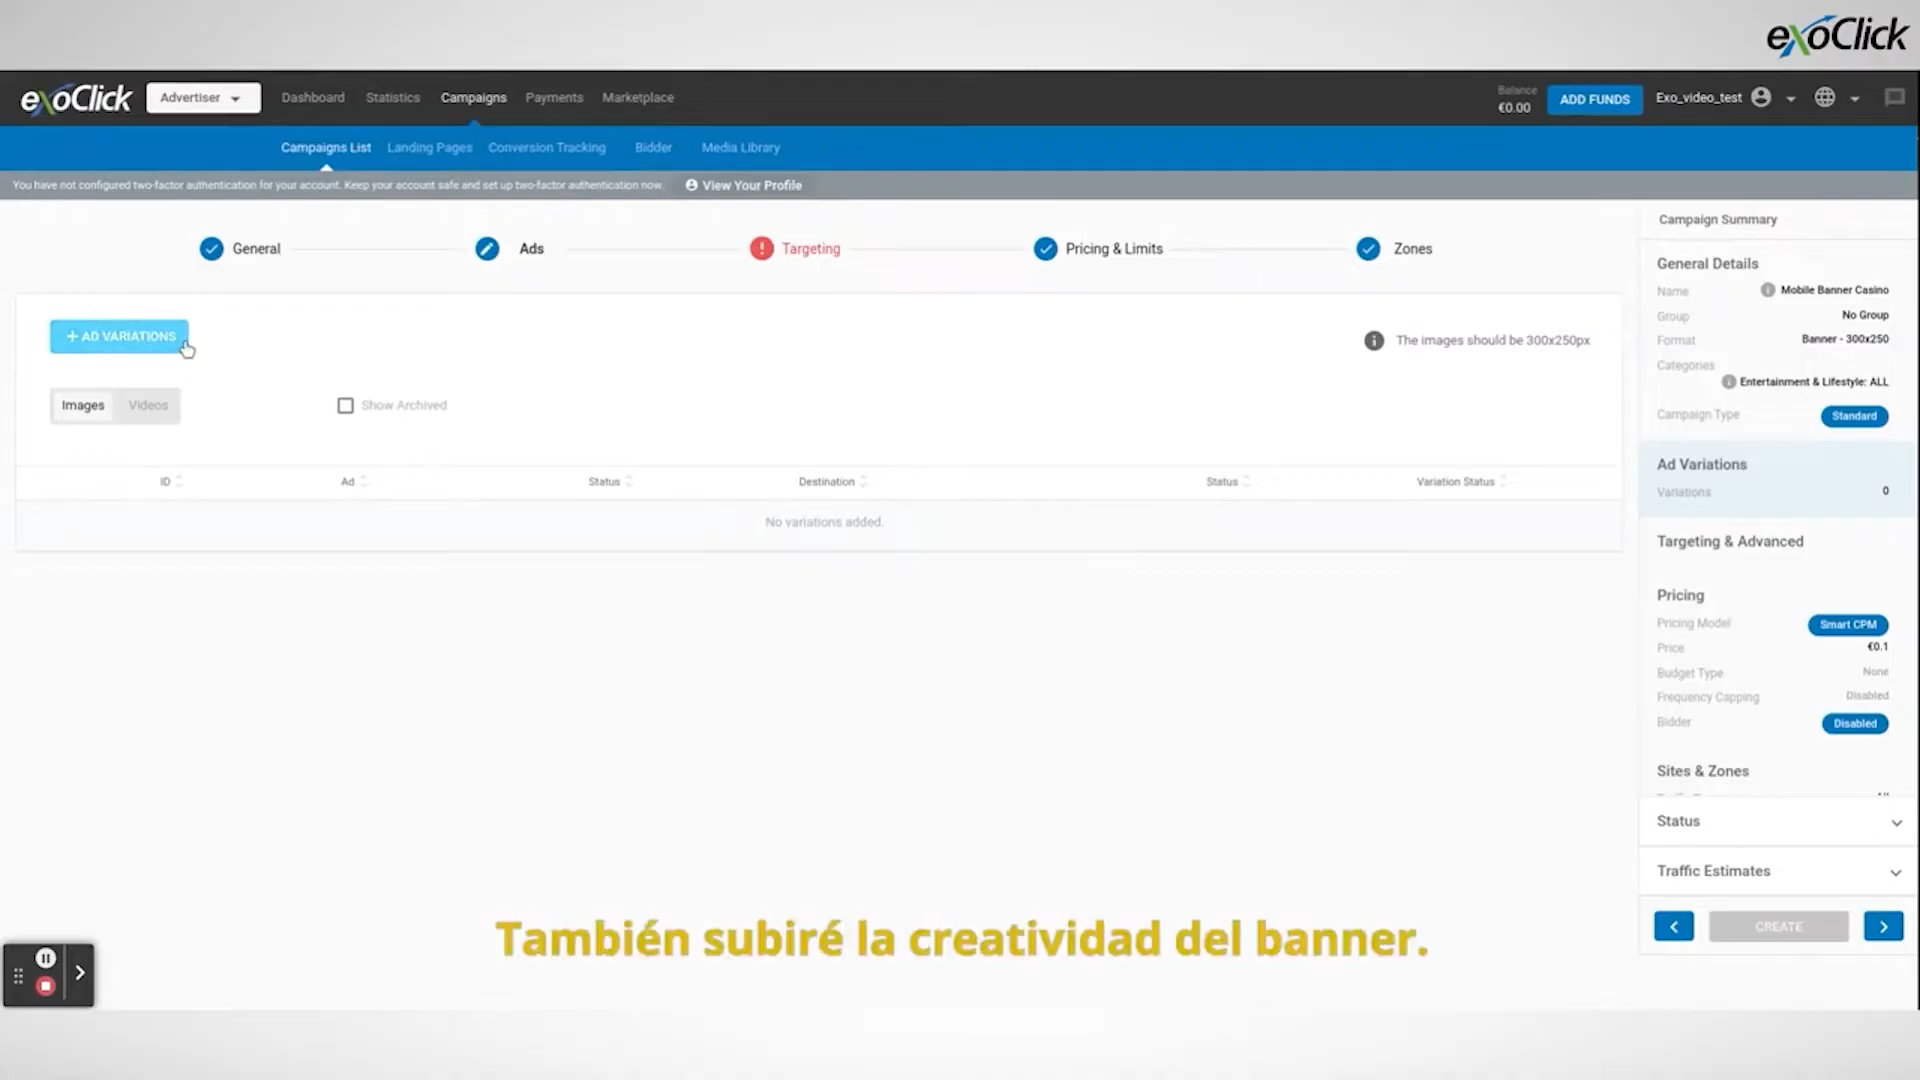 exoClick
exoClick
Advertiser
Dashboard
Statistics
Campaigns
Payments
Marketplace
Balance
€0.00
ADD FUNDS
Exo_video_test
Campaigns List
Landing Pages
Conversion Tracking
Bidder
Media Library
You have not configured two-factor authentication for your account. Keep your account safe and set up two-factor authentication now.
View Your Profile
General
Ads
Targeting
Pricing & Limits
Zones
+ AD VARIATIONS
The images should be 300x250px
Images
Videos
Show Archived
ID
Ad
Status
Destination
Status
Variation Status
No variations added.
Campaign Summary
General Details
Name
Mobile Banner Casino
Group
No Group
Format
Banner - 300x250
Categories
Entertainment & Lifestyle: ALL
Campaign Type
Standard
Ad Variations
Variations
0
Targeting & Advanced
Pricing
Pricing Model
Smart CPM
Price
€0.1
Budget Type
None
Frequency Capping
Disabled
Bidder
Disabled
Sites & Zones
Status
Traffic Estimates
CREATE
También subiré la creatividad del banner.